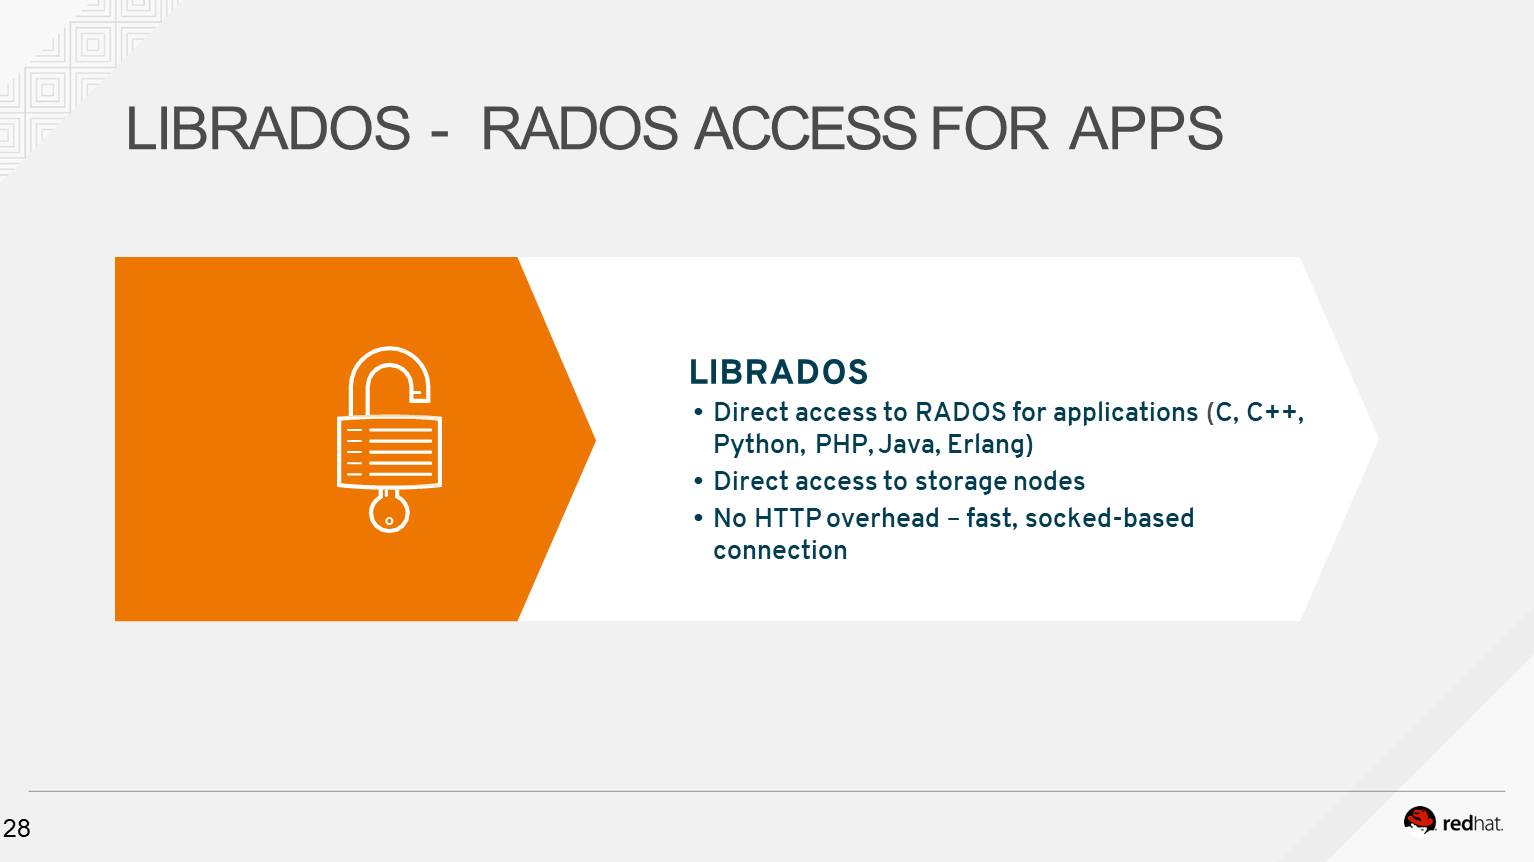 LIBRADOS - RADOS ACCESS FOR APPS
LIBRADOS
• Direct access to RADOS for applications (C, C++,
Python, PHP, Java, Erlang)
• Direct access to storage nodes
• No HTTP overhead – fast, socked-based
connection
28
redhat.